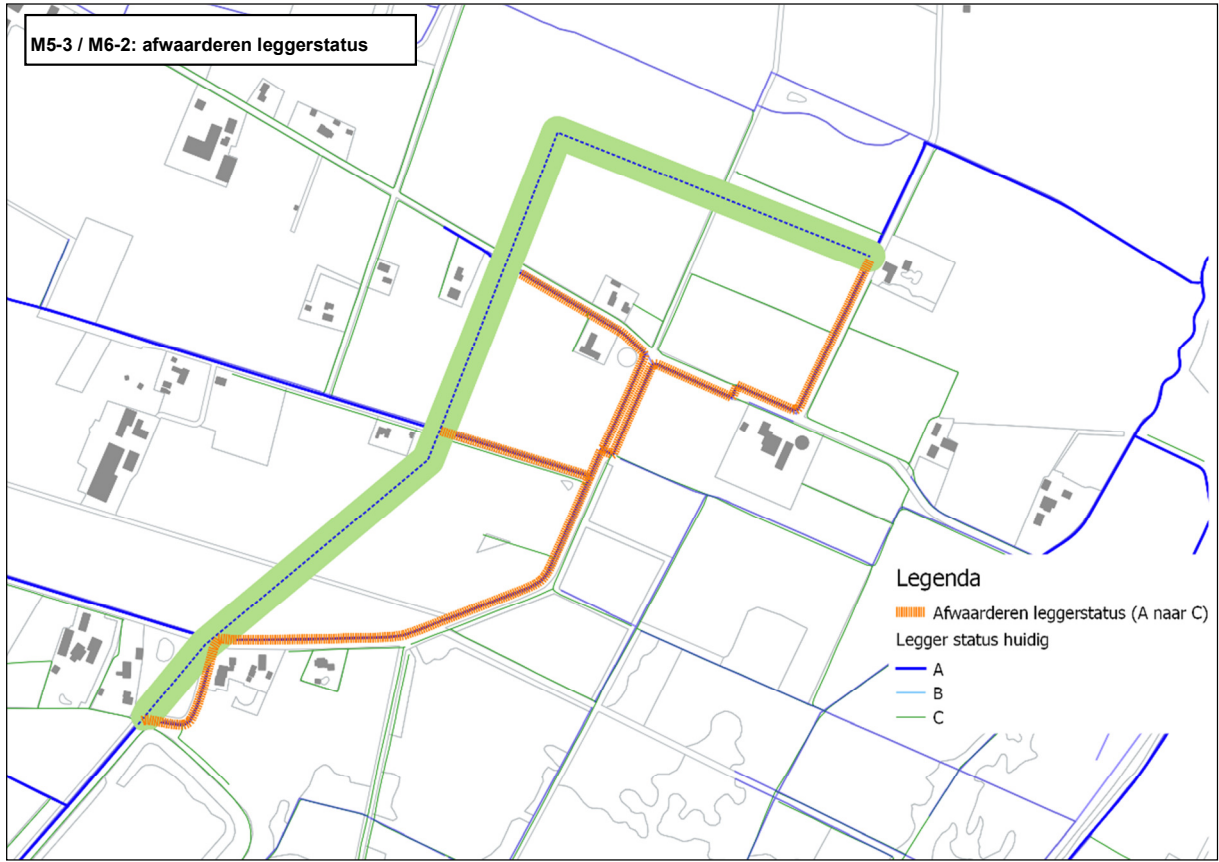 M5-3 / M6-2: afwaarderen leggerstatus
Legenda
Afwaarderen leggerstatus (A naar C)
Legger status huidig
A
B
C